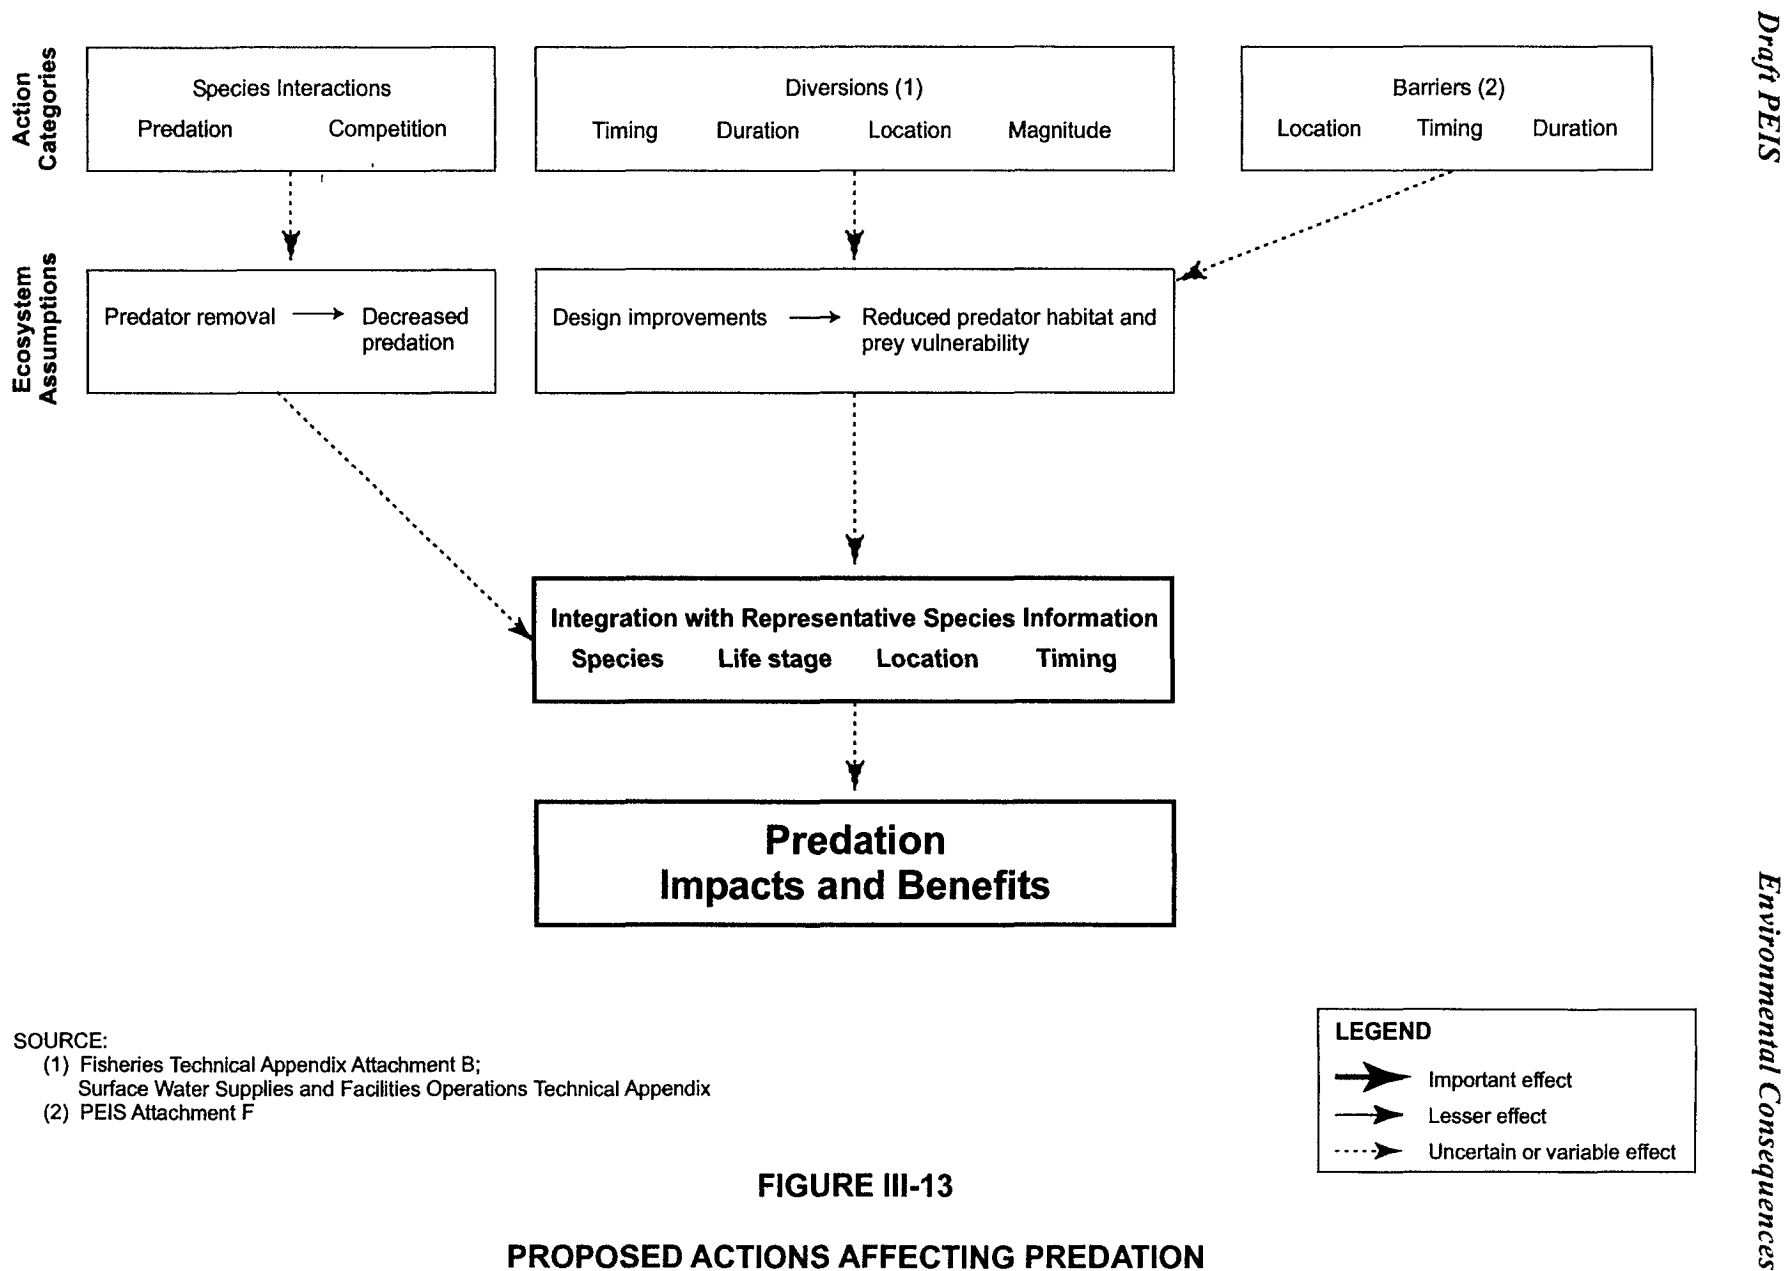 Draft PEIS
Action
Categories
Species Interactions
Predation Competition
Diversions (1)
Timing Duration Location Magnitude
Barriers (2)
Location Timing Duration
Ecosystem
Assumptions
Predator removal Decreased
predation
Design improvements Reduced predator habitat and
prey vulnerability
Integration with Representative Species Information
Species Life stage Location Timing
Predation
Impacts and Benefits
Environmental Consequences
SOURCE:
(1) Fisheries Technical Appendix Attachment B;
Surface Water Supplies and Facilities Operations Technical Appendix
(2) PEIS Attachment F
LEGEND
Important effect
Lesser effect
Uncertain or variable effect
FIGURE III-13
PROPOSED ACTIONS AFFECTING PREDATION